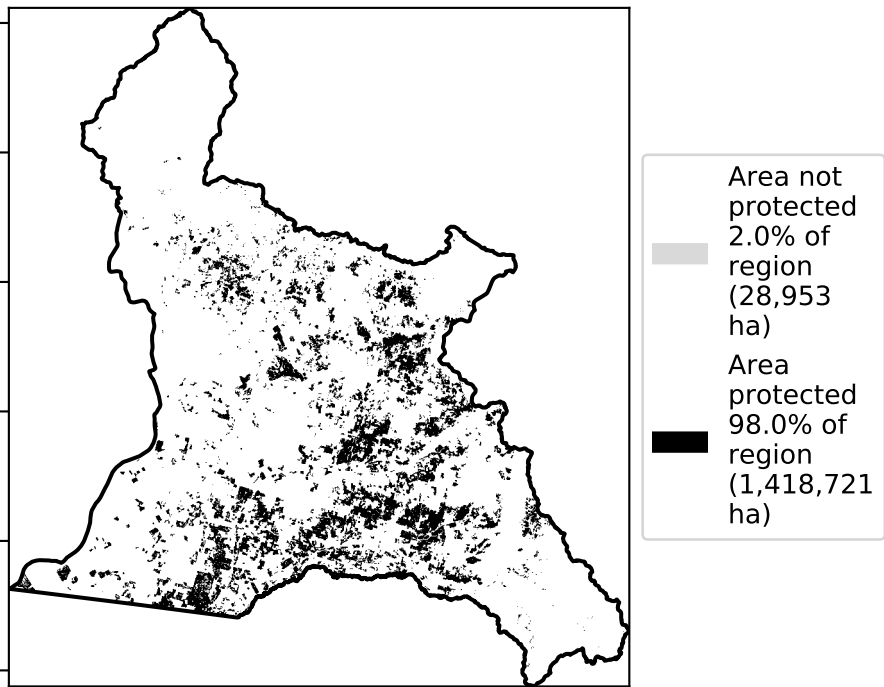 Area not
protected
2.0% of
region
(28,953
ha)
Area
protected
98.0% of
region
(1,418,721
ha)